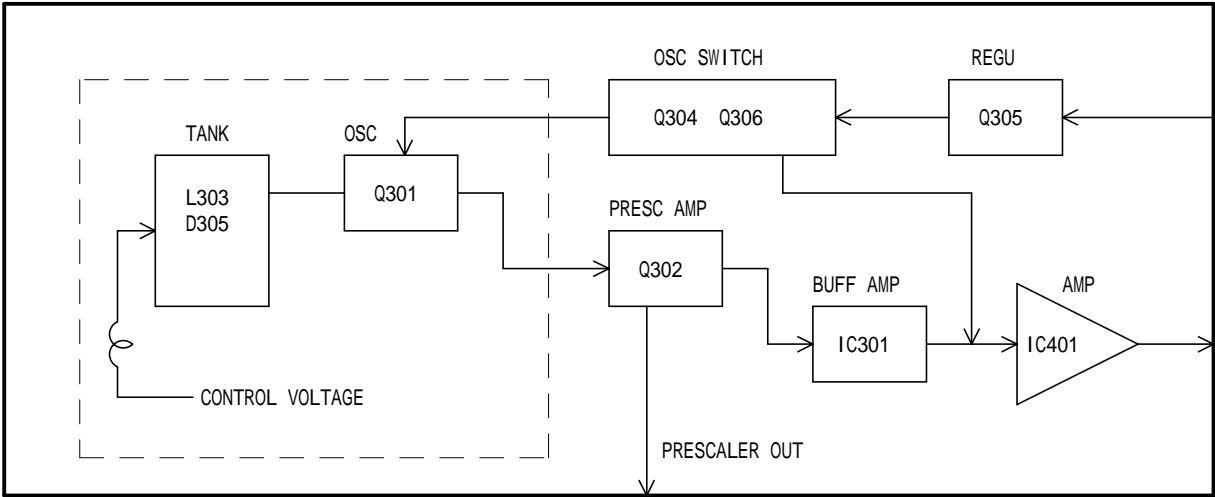 OSC SWITCH
REGU
Q304 Q306
Q305
TANK
OSC
L303
D305
Q301
PRESC AMP
Q302
BUFF AMP
AMP
IC301
IC401
CONTROL VOLTAGE
PRESCALER OUT